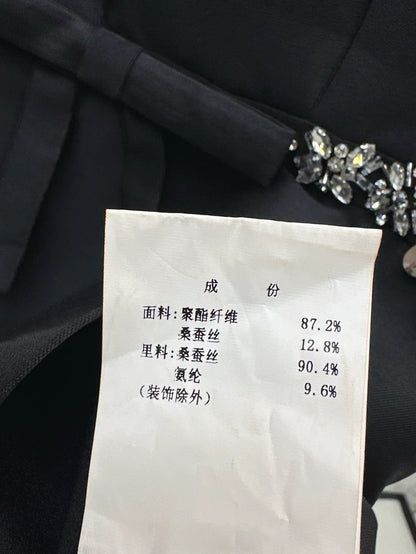 成 份
面料:聚酯纤维 87.2%
桑蚕丝 12.8%
里料:桑蚕丝 90.4%
氨纶 9.6%
(装饰除外)